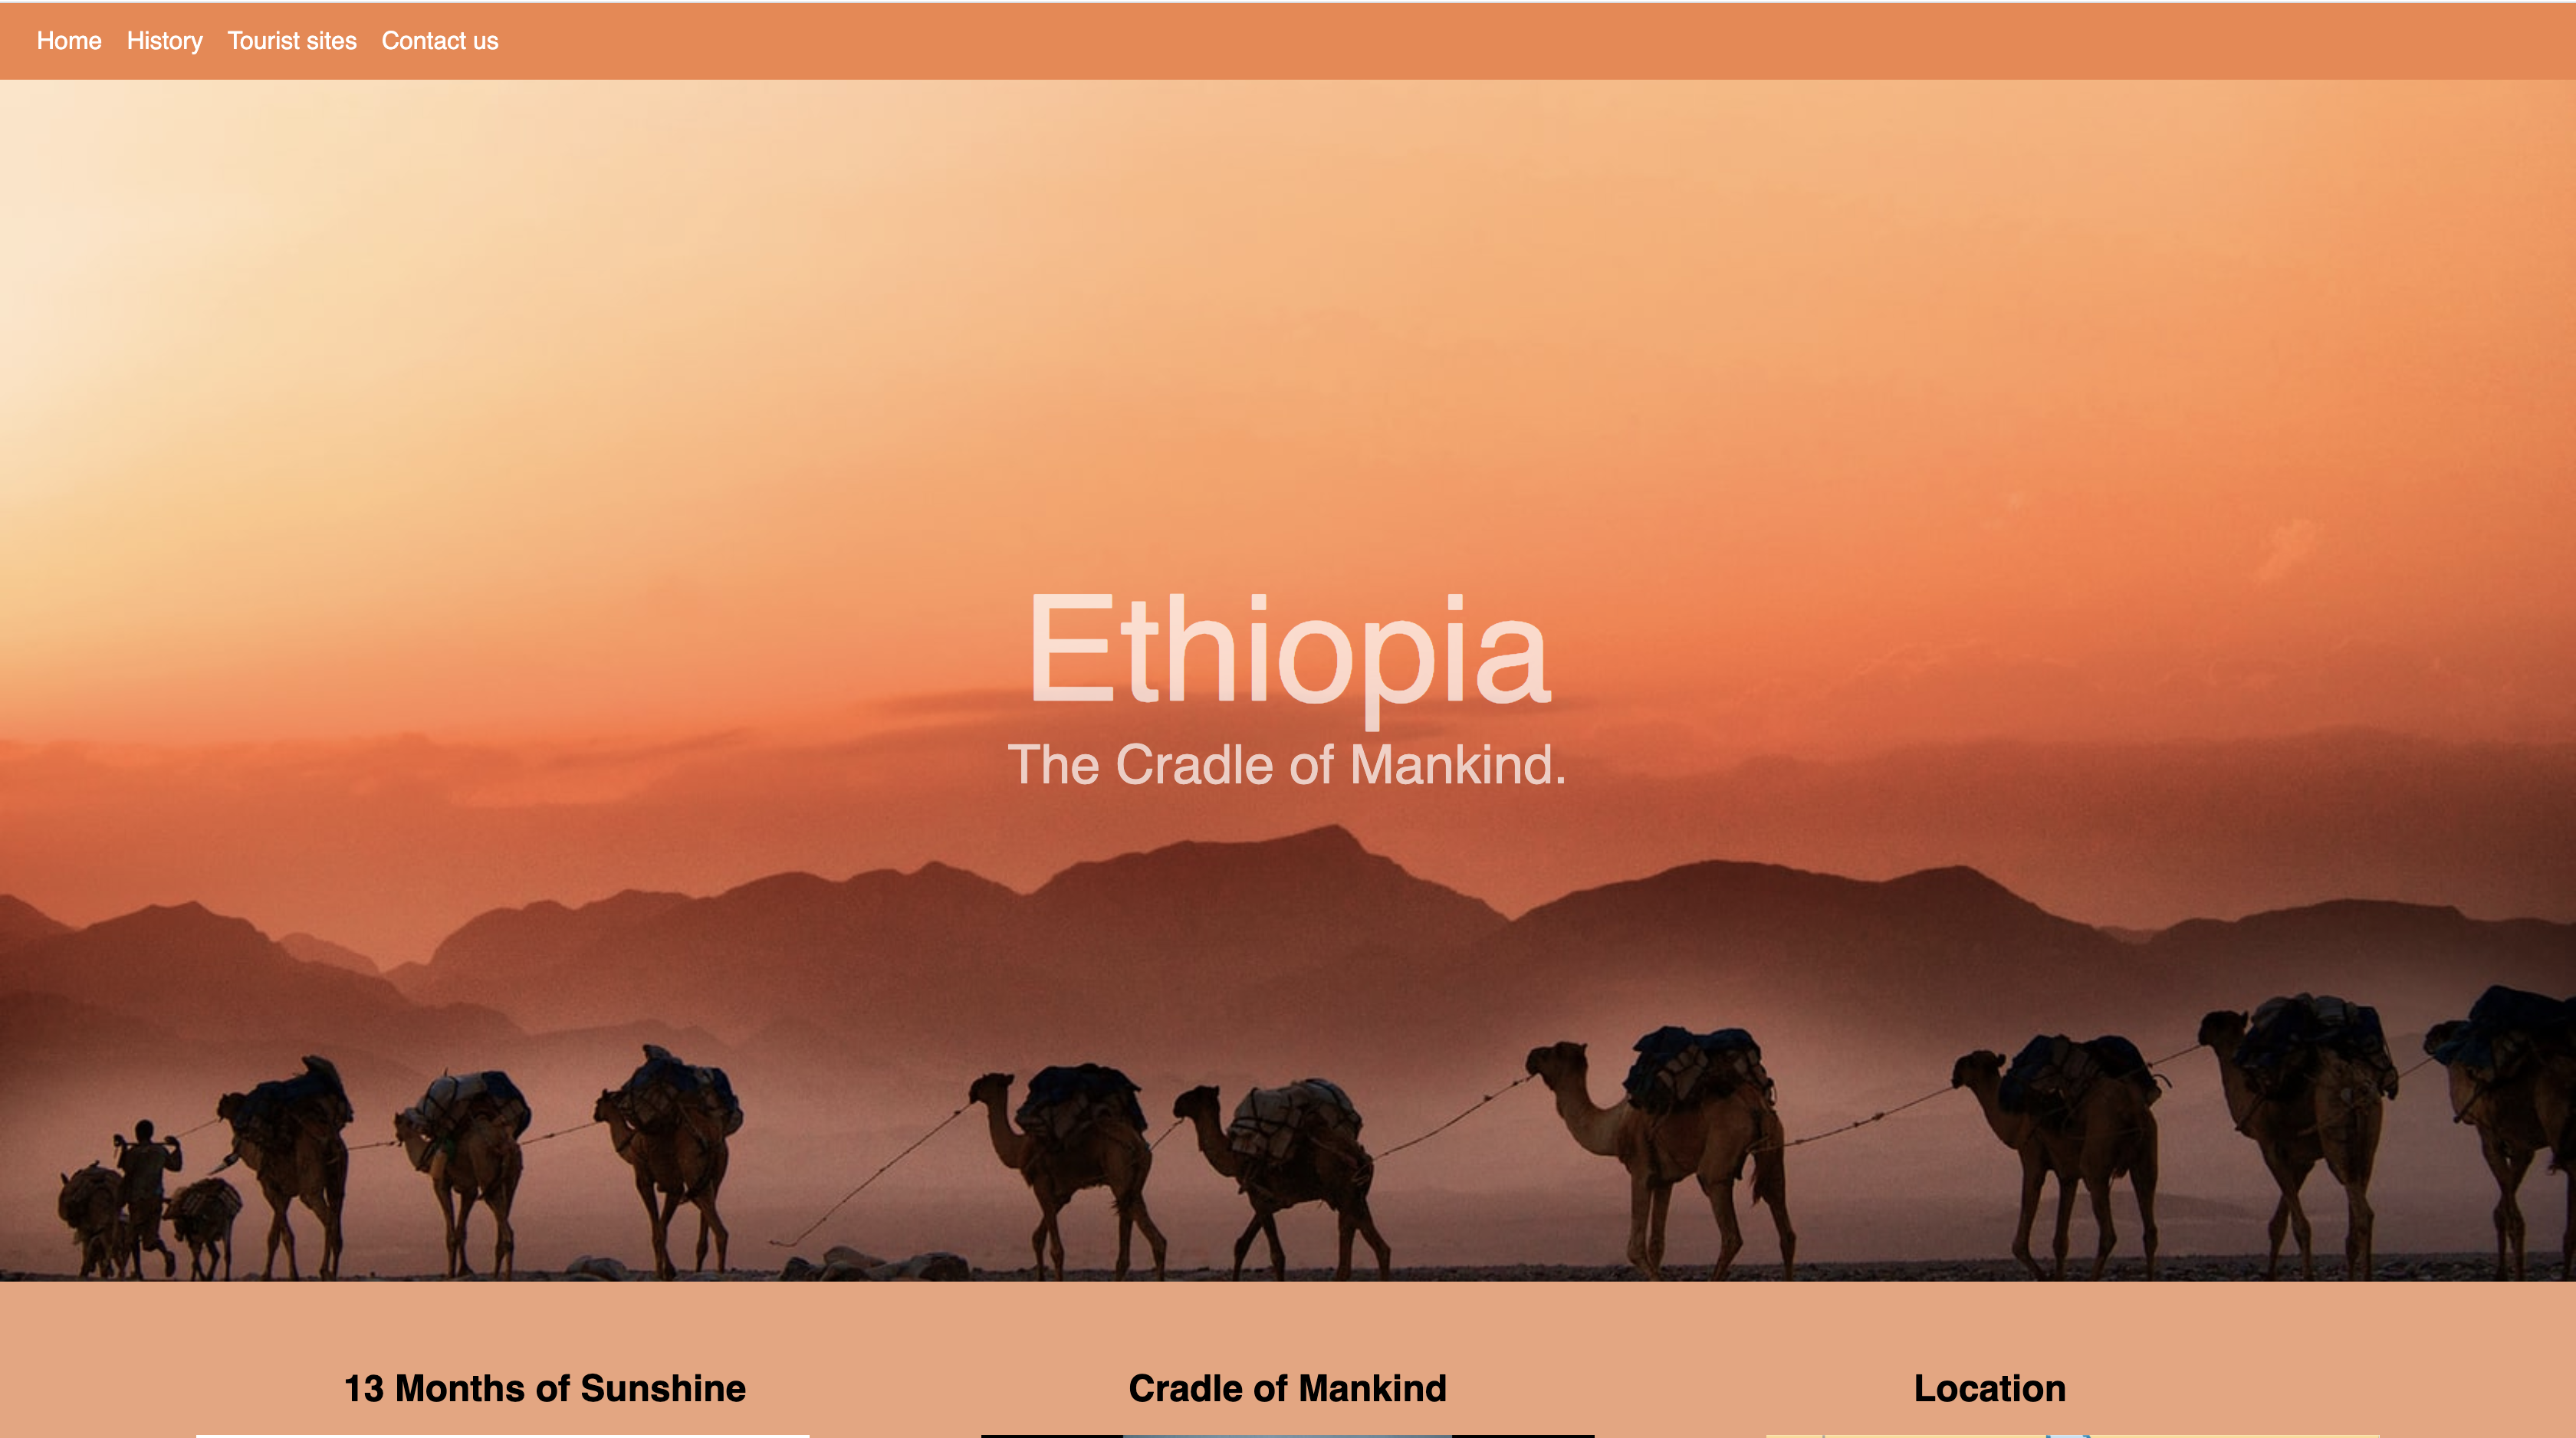 Home History Tourist sites Contact us
Ethiopia
The Cradle of Mankind.
13 Months of Sunshine Cradle of Mankind Location